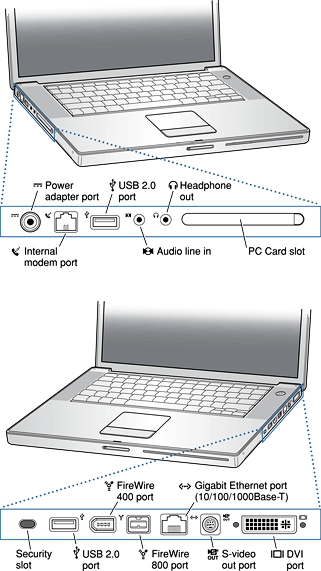 Power
adapter port
USB 2.0
port
Headphone
out
Internal
modem port
Audio line in
PC Card slot
FireWire
400 port
Gigabit Ethernet port
(10/100/1000Base-T)
Security
slot
USB 2.0
port
FireWire
800 port
S-video
out port
DVI
port